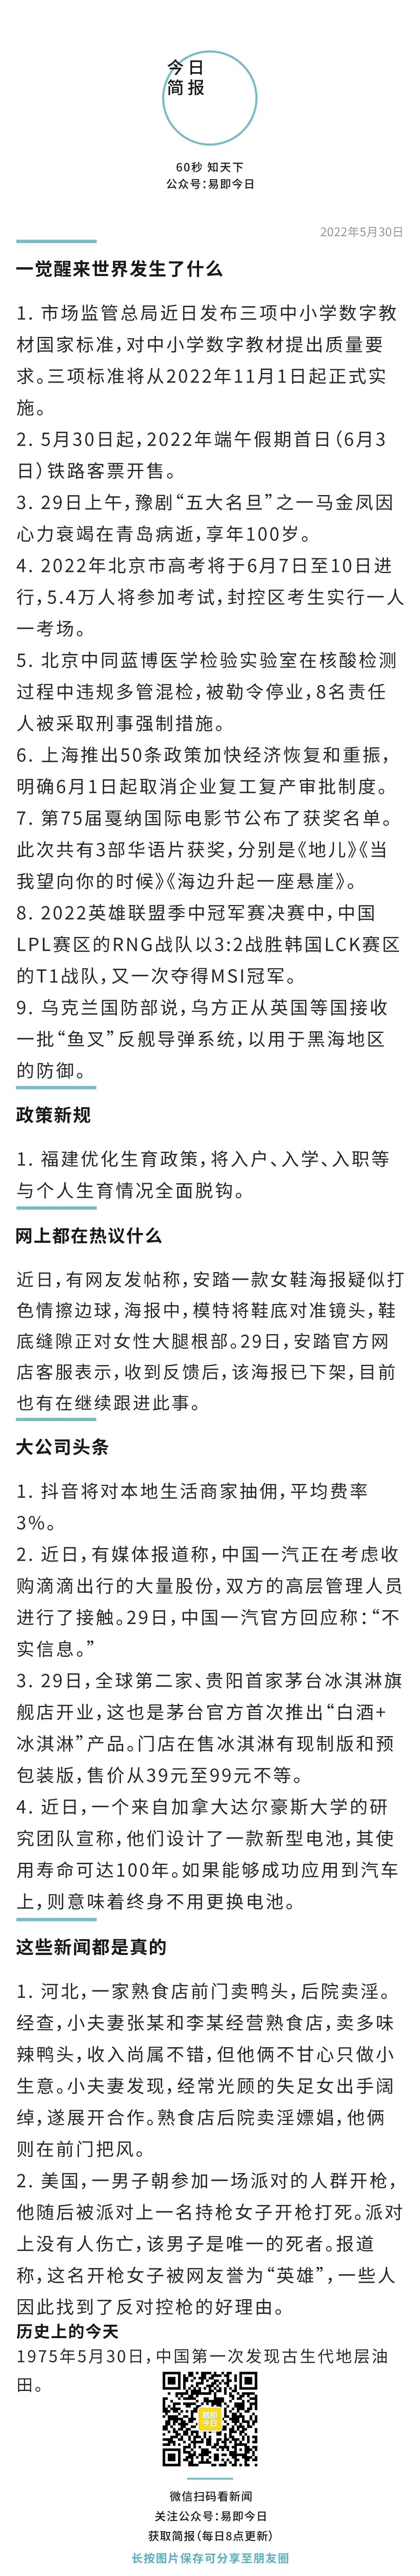 今日
简报
60秒 知天下
公众号：易即今日
2022年5月30日
一觉醒来世界发生了什么
1. 市场监管总局近日发布三项中小学数字教
材国家标准，对中小学数字教材提出质量要
求。三项标准将从2022年11月1日起正式实
施。
2. 5月30日起，2022年端午假期首日（6月3
日）铁路客票开售。
3. 29日上午，豫剧“五大名旦”之一马金凤因
心力衰竭在青岛病逝，享年100岁。
4. 2022年北京市高考将于6月7日至10日进
行，5.4万人将参加考试，封控区考生实行一人
一考场。
5. 北京中同蓝博医学检验实验室在核酸检测
过程中违规多管混检，被勒令停业，8名责任
人被采取刑事强制措施。
6. 上海推出50条政策加快经济恢复和重振，
明确6月1日起取消企业复工复产审批制度。
7. 第75届戛纳国际电影节公布了获奖名单。
此次共有3部华语片获奖，分别是《地儿》《当
我望向你的时候》《海边升起一座悬崖》。
8. 2022英雄联盟季中冠军赛决赛中，中国
LPL赛区的RNG战队以3:2战胜韩国LCK赛区
的T1战队，又一次夺得MSI冠军。
9. 乌克兰国防部说，乌方正从英国等国接收
一批“鱼叉”反舰导弹系统，以用于黑海地区
的防御。
政策新规
1. 福建优化生育政策，将入户、入学、入职等
与个人生育情况全面脱钩。
网上都在热议什么
近日，有网友发帖称，安踏一款女鞋海报疑似打
色情擦边球，海报中，模特将鞋底对准镜头，鞋
底缝隙正对女性大腿根部。29日，安踏官方网
店客服表示，收到反馈后，该海报已下架，目前
也有在继续跟进此事。
大公司头条
1. 抖音将对本地生活商家抽佣，平均费率
3%。
2. 近日，有媒体报道称，中国一汽正在考虑收
购滴滴出行的大量股份，双方的高层管理人员
进行了接触。29日，中国一汽官方回应称：“不
实信息。”
3. 29日，全球第二家、贵阳首家茅台冰淇淋旗
舰店开业，这也是茅台官方首次推出“白酒+
冰淇淋”产品。门店在售冰淇淋有现制版和预
包装版，售价从39元至99元不等。
4. 近日，一个来自加拿大达尔豪斯大学的研
究团队宣称，他们设计了一款新型电池，其使
用寿命可达100年。如果能够成功应用到汽车
上，则意味着终身不用更换电池。
这些新闻都是真的
1. 河北，一家熟食店前门卖鸭头，后院卖淫。
经查，小夫妻张某和李某经营熟食店，卖多味
辣鸭头，收入尚属不错，但他俩不甘心只做小
生意。小夫妻发现，经常光顾的失足女出手阔
绰，遂展开合作。熟食店后院卖淫嫖娼，他俩
则在前门把风。
2. 美国，一男子朝参加一场派对的人群开枪，
他随后被派对上一名持枪女子开枪打死。派对
上没有人伤亡，该男子是唯一的死者。报道
称，这名开枪女子被网友誉为“英雄”，一些人
因此找到了反对控枪的好理由。
历史上的今天
1975年5月30日，中国第一次发现古生代地层油
田。
易即
今日
微信扫码看新闻
关注公众号：易即今日
获取简报（每日8点更新）
长按图片保存可分享至朋友圈